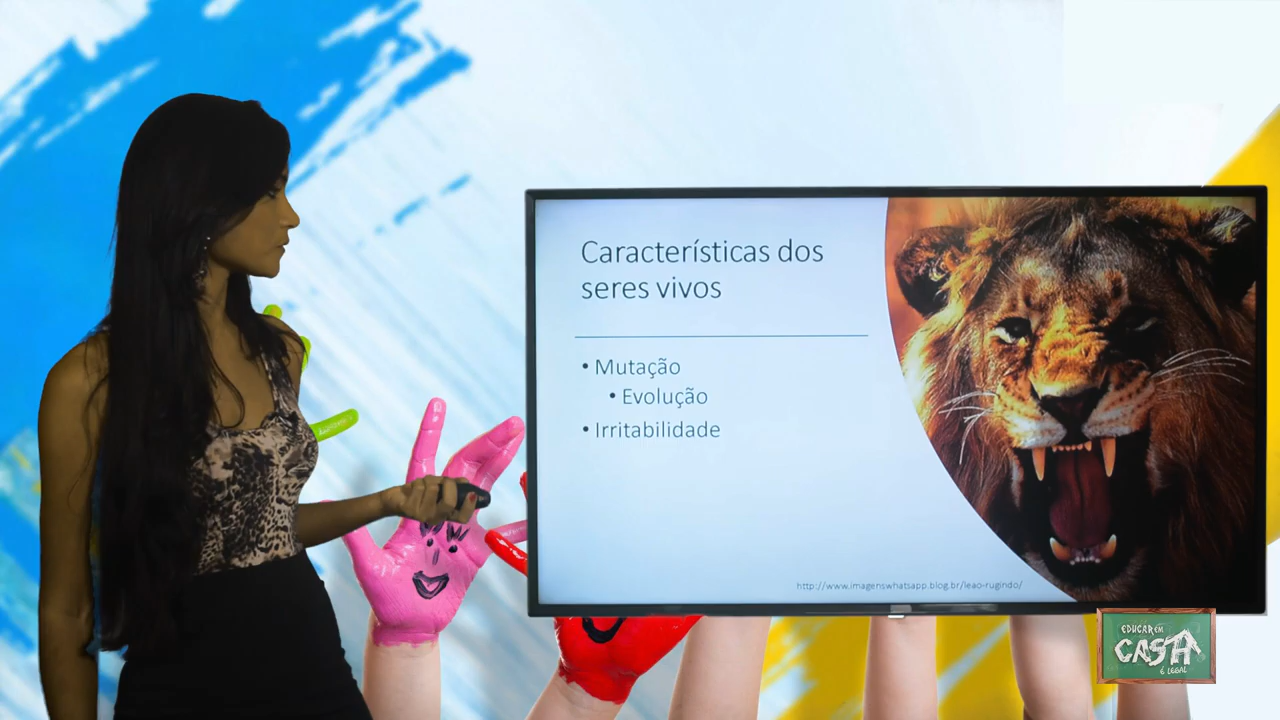 Características dos
seres vivos
• Mutação
• Evolução
• Irritabilidade
http://www.imagenswhatsapp.blog.br/leao-rugindo/
EDUCAR EM
CASA
É LEGAL